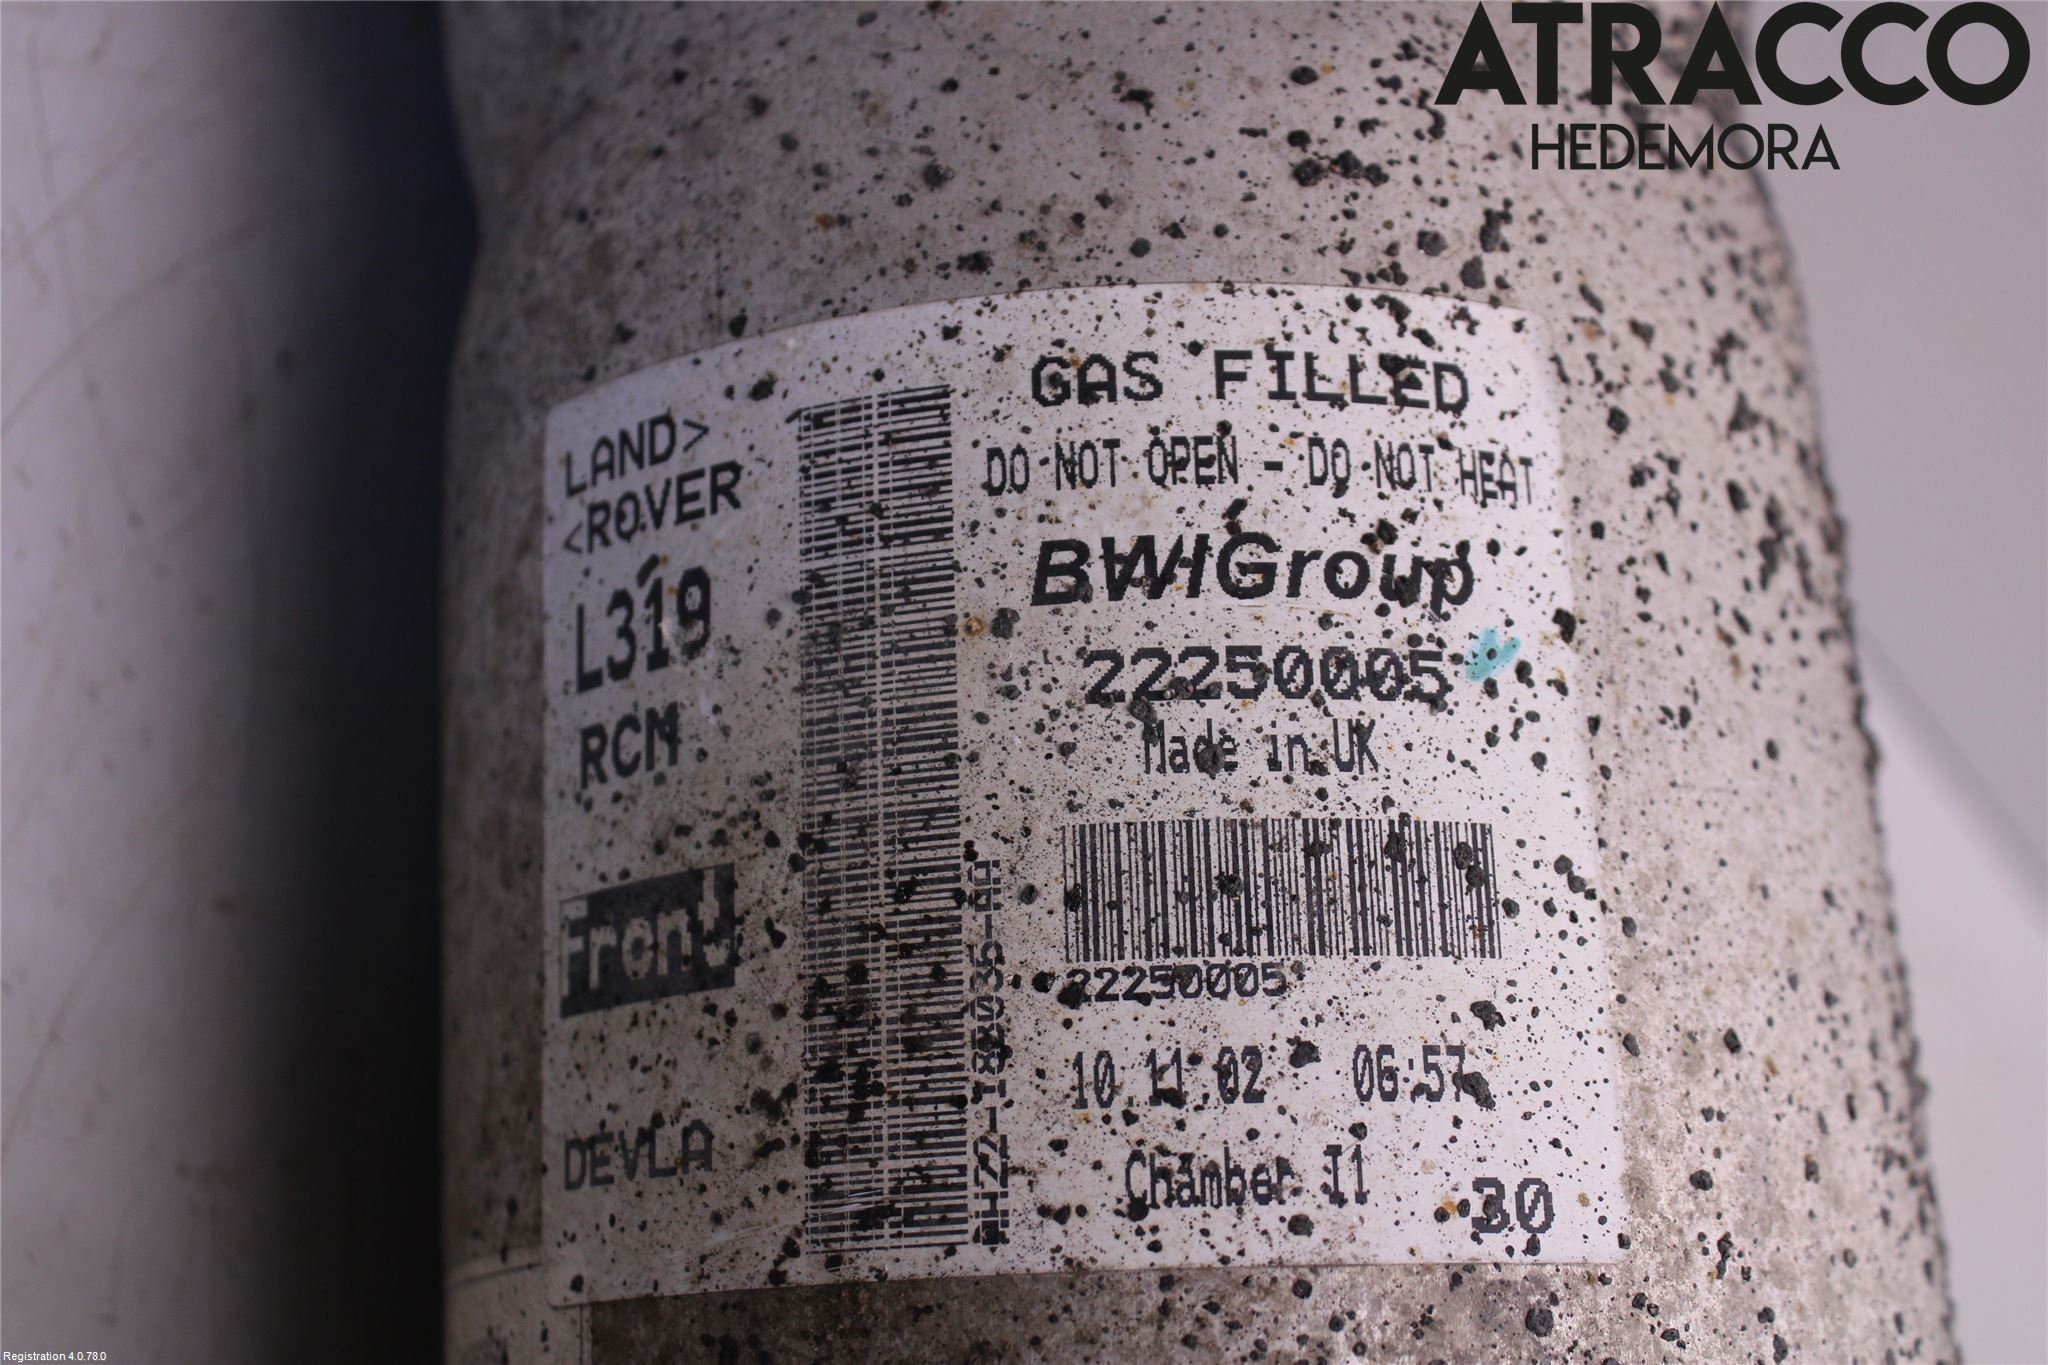 ATRACCO
HEDEMORA
LAND>
<ROVER
L319
RCM
Front
DEVLA
GAS FILLED
DO NOT OPEN - DO NOT HEAT
BWIGroup
22250005
Made in UK
22250005
10.11.02 06:57
Chamber I1
30
Registration 4.0.78.0